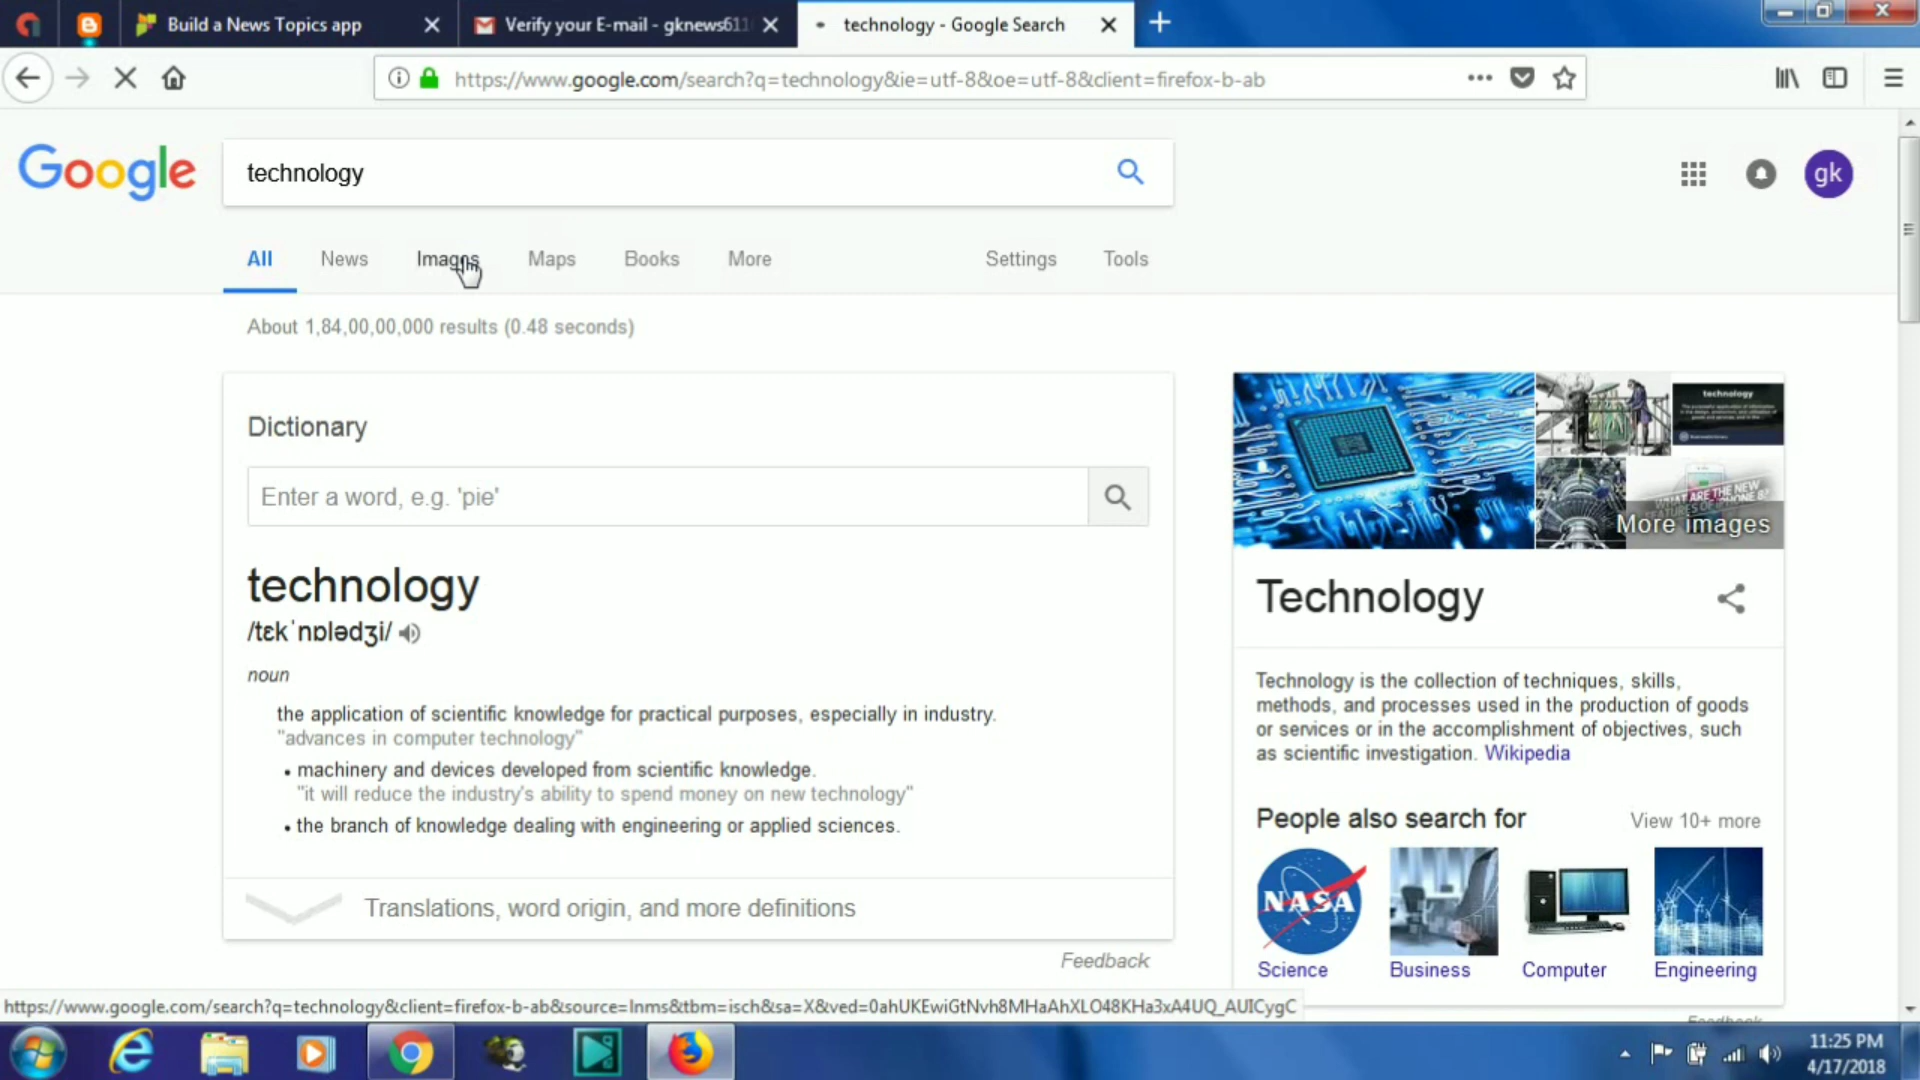 Build a News Topics app
Verify your E-mail - gknews611
technology - Google Search
https://www.google.com/search?q=technology&ie=utf-8&oe=utf-8&client=firefox-b-ab
Google
technology
gk
All
News
Images
Maps
Books
More
Settings
Tools
About 1,84,00,00,000 results (0.48 seconds)
Dictionary
Enter a word, e.g. 'pie'
technology
/tɛkˈnɒlədʒi/
noun
the application of scientific knowledge for practical purposes, especially in industry.
"advances in computer technology"
• machinery and devices developed from scientific knowledge.
"it will reduce the industry's ability to spend money on new technology"
• the branch of knowledge dealing with engineering or applied sciences.
Translations, word origin, and more definitions
Feedback
technology
WHAT ARE THE NEW
More images
Technology
Technology is the collection of techniques, skills,
methods, and processes used in the production of goods
or services or in the accomplishment of objectives, such
as scientific investigation. Wikipedia
People also search for
View 10+ more
NASA
Science
Business
Computer
Engineering
Feedback
https://www.google.com/search?q=technology&client=firefox-b-ab&source=lnms&tbm=isch&sa=X&ved=0ahUKEwiGtNvh8MHaAhXLO48KHa3xA4UQ_AUICygC
11:25 PM
4/17/2018